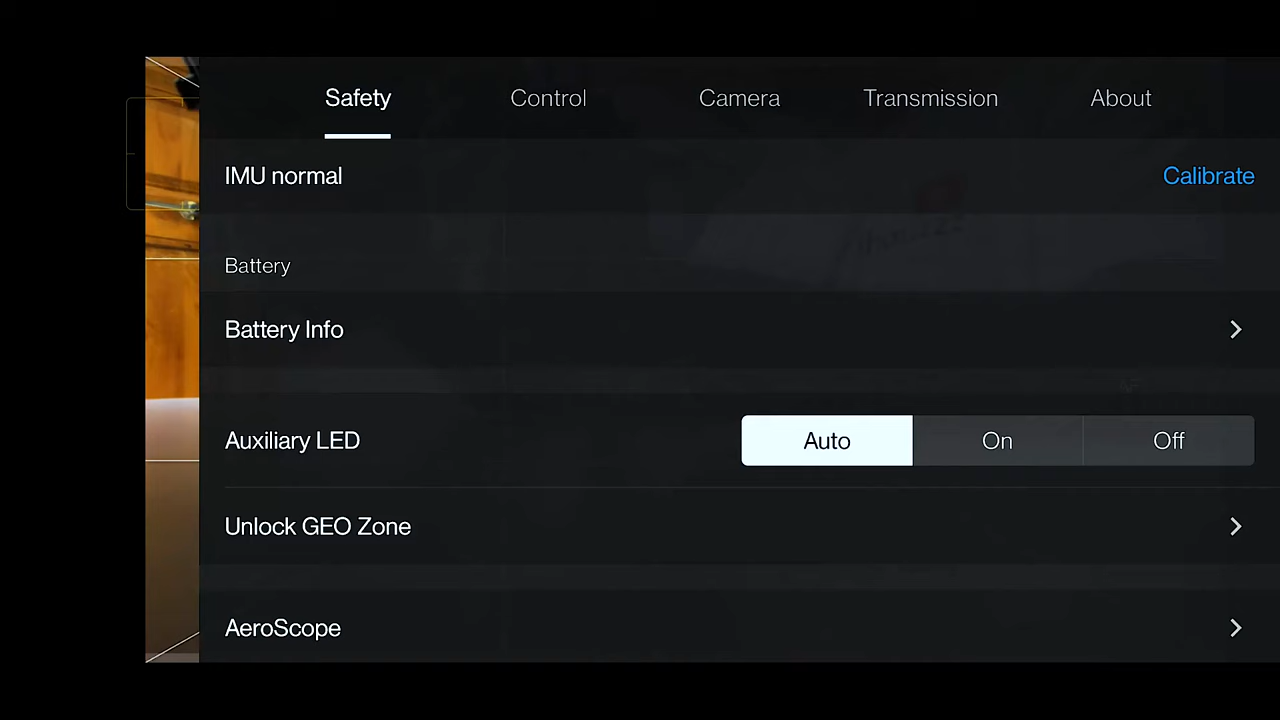 Safety Control Camera Transmission About
IMU normal Calibrate
Battery
Battery Info
Auxiliary LED Auto On Off
Unlock GEO Zone
AeroScope